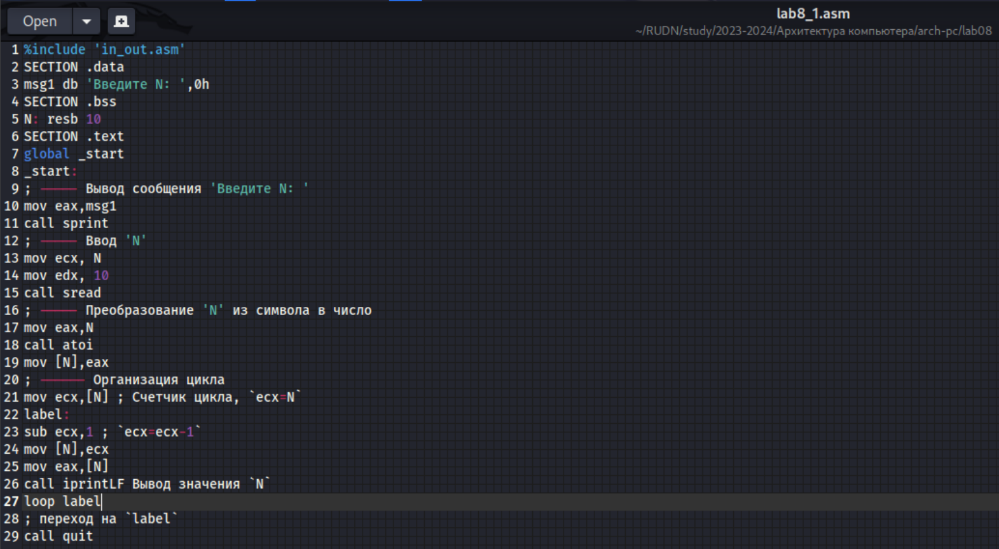 Open
lab8_1.asm
~/RUDN/study/2023-2024/Архитектура компьютера/arch-pc/lab08
1 %include 'in_out.asm'
2 SECTION .data
3 msg1 db 'Введите N: ',0h
4 SECTION .bss
5 N: resb 10
6 SECTION .text
7 global _start
8 _start:
9 ; ----- Вывод сообщения 'Введите N: '
10 mov eax,msg1
11 call sprint
12 ; ----- Ввод 'N'
13 mov ecx, N
14 mov edx, 10
15 call sread
16 ; ----- Преобразование 'N' из символа в число
17 mov eax,N
18 call atoi
19 mov [N],eax
20 ; ------ Организация цикла
21 mov ecx,[N] ; Счетчик цикла, `ecx=N`
22 label:
23 sub ecx,1 ; `ecx=ecx-1`
24 mov [N],ecx
25 mov eax,[N]
26 call iprintLF Вывод значения `N`
27 loop label
28 ; переход на `label`
29 call quit